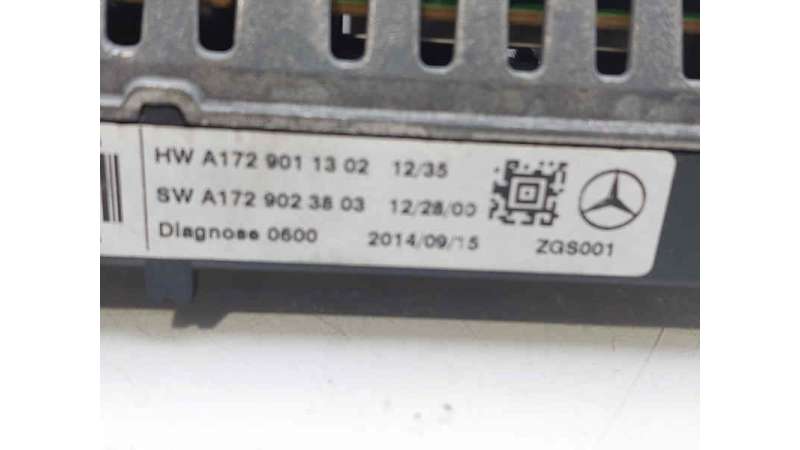 HW A172 901 13 02 12/35
SW A172 902 38 03 12/28/00
Diagnose 0600 2014/09/15 ZGS001